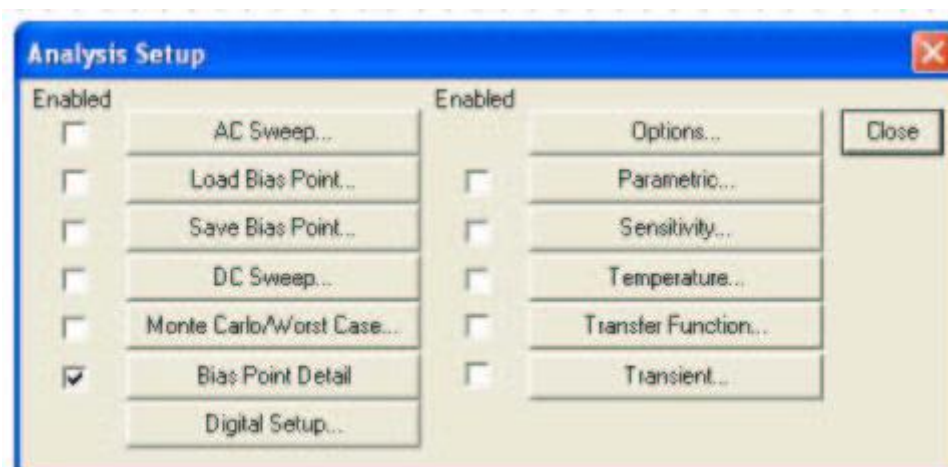 Analysis Setup
Enabled
Enabled
AC Sweep...
Options...
Close
Load Bias Point...
Parametric...
Save Bias Point...
Sensitivity...
DC Sweep...
Temperature...
Monte Carlo/Worst Case...
Transfer Function...
Bias Point Detail
Transient...
Digital Setup...